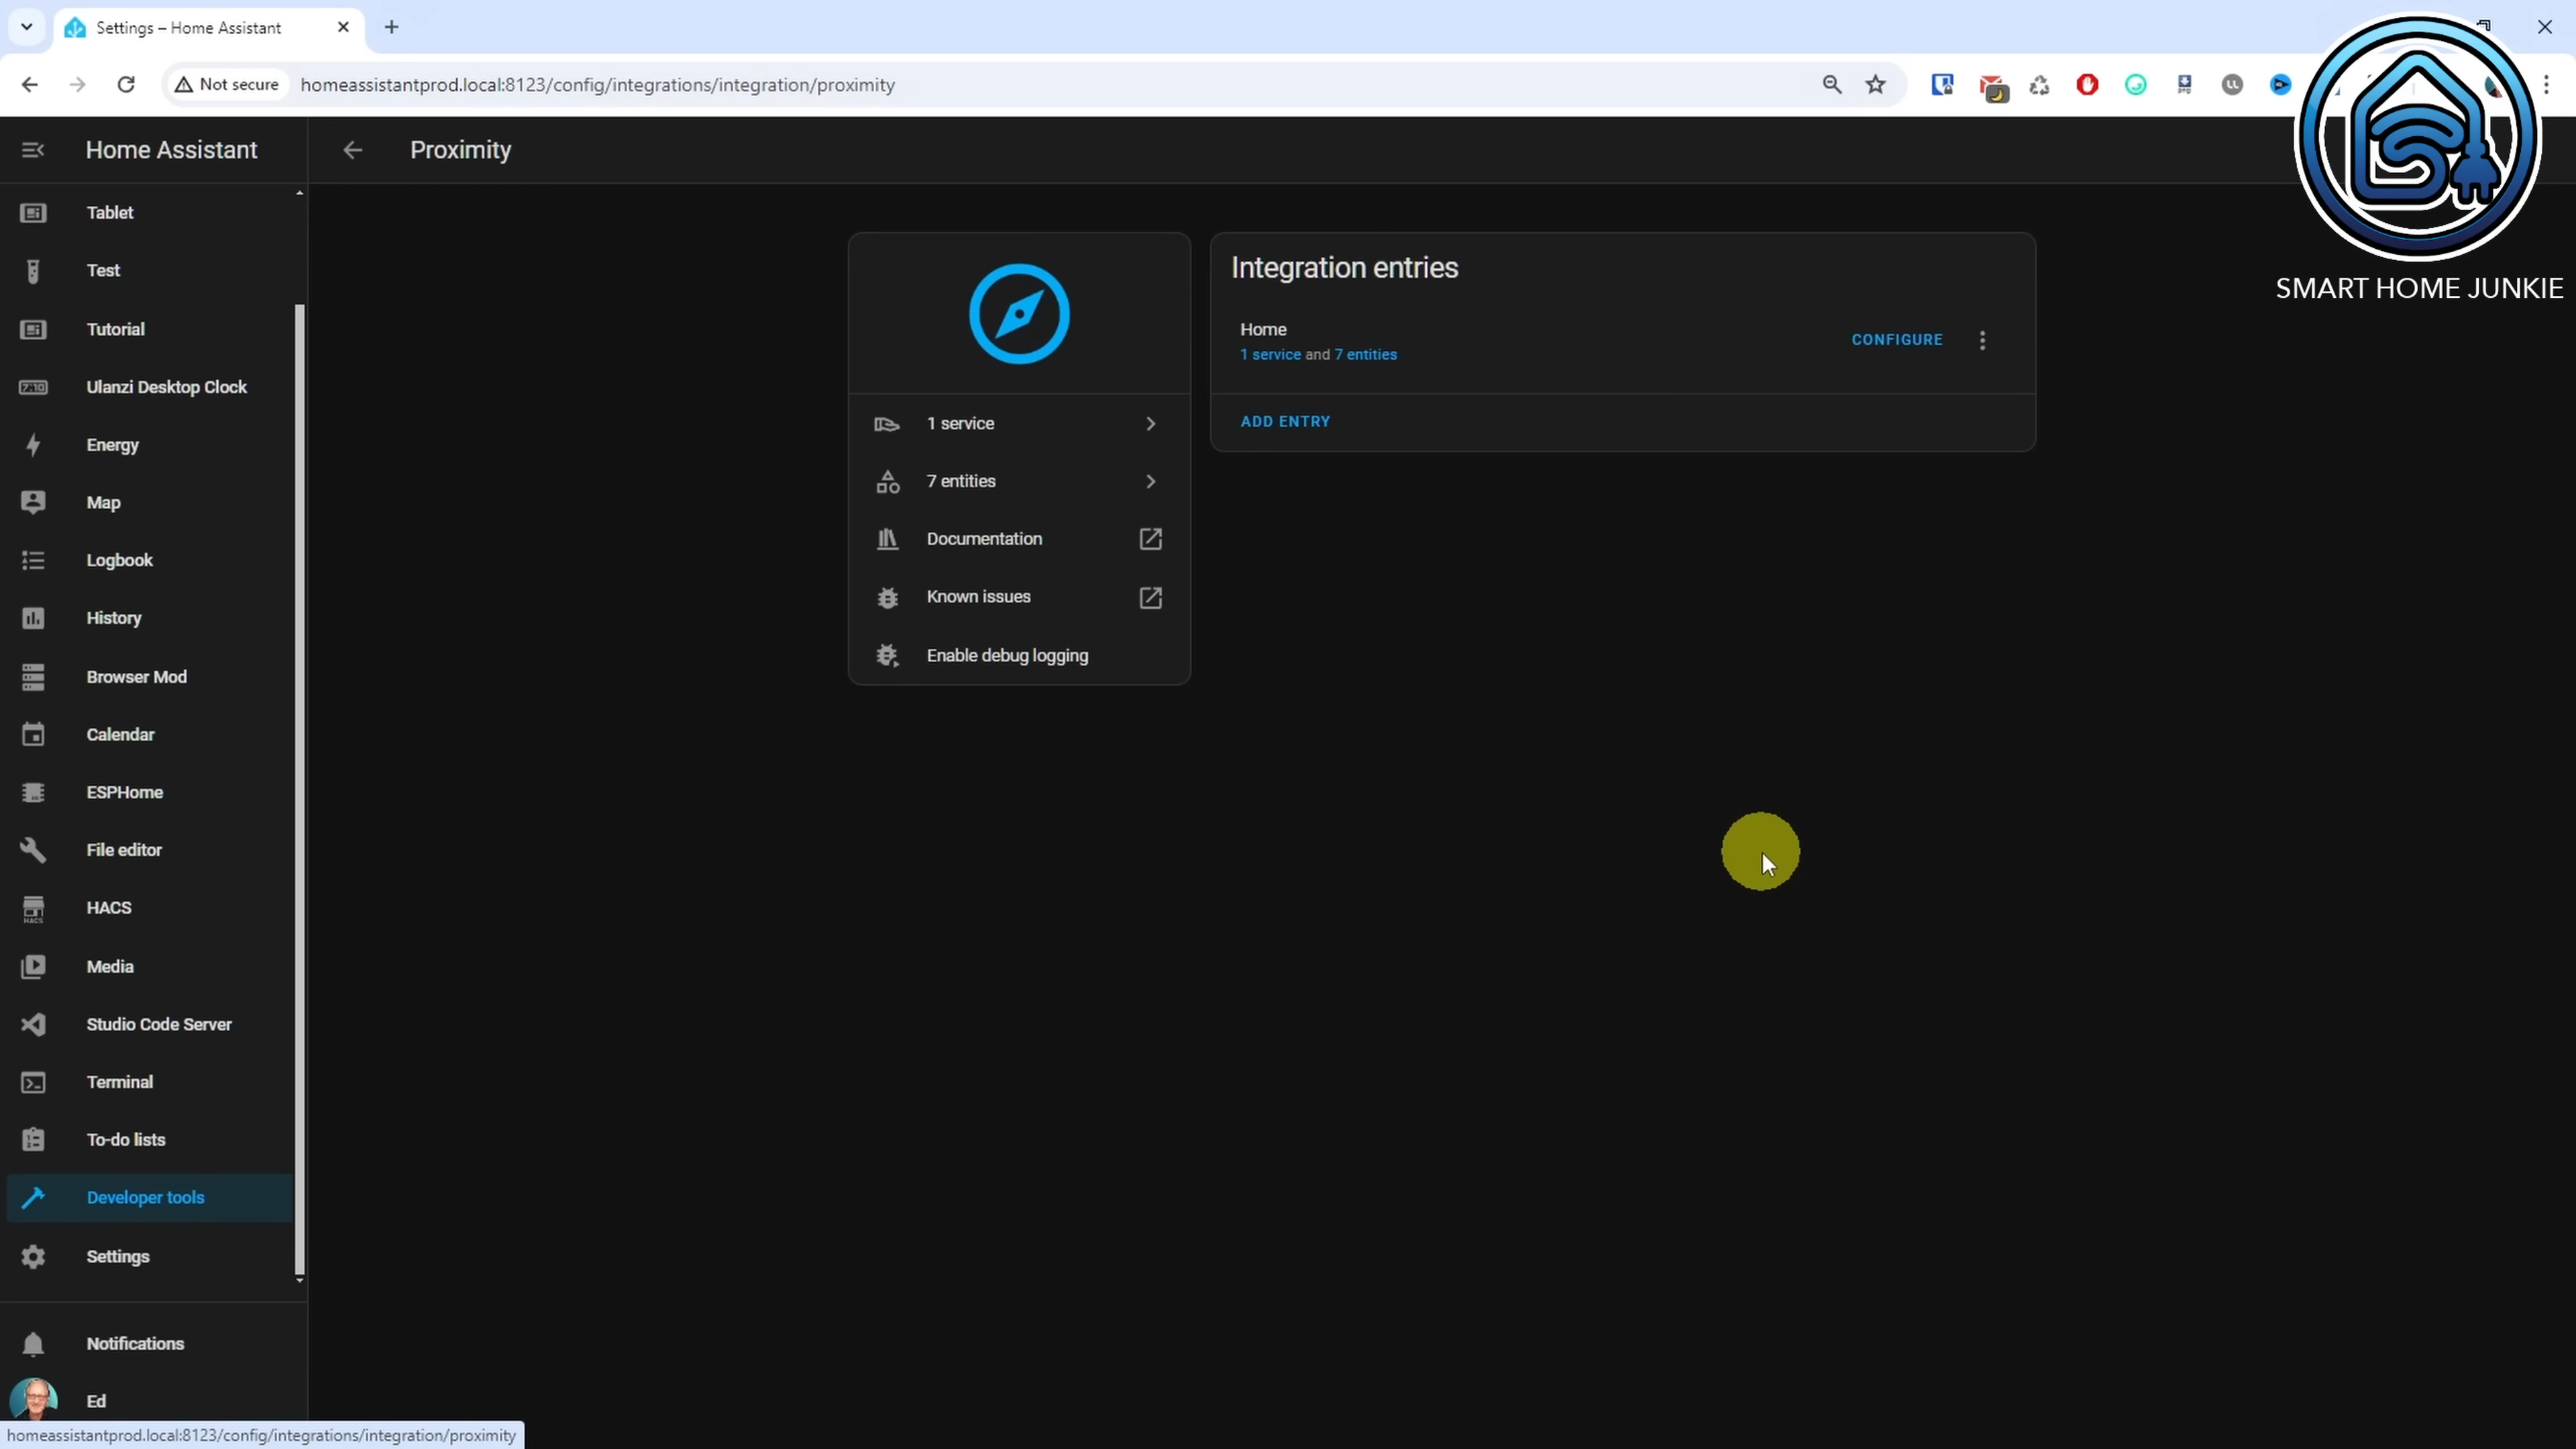 Settings – Home Assistant
Not secure
homeassistantprod.local:8123/config/integrations/integration/proximity
Home Assistant
Proximity
SMART HOME JUNKIE
Tablet
Test
Tutorial
7:10
Ulanzi Desktop Clock
Energy
Map
Logbook
History
Browser Mod
Calendar
ESPHome
File editor
HACS
HACS
Media
Studio Code Server
Terminal
To-do lists
Developer tools
Settings
Notifications
Ed
1 service
7 entities
Documentation
Known issues
Enable debug logging
Integration entries
Home
1 service and 7 entities
CONFIGURE
ADD ENTRY
homeassistantprod.local:8123/config/integrations/integration/proximity